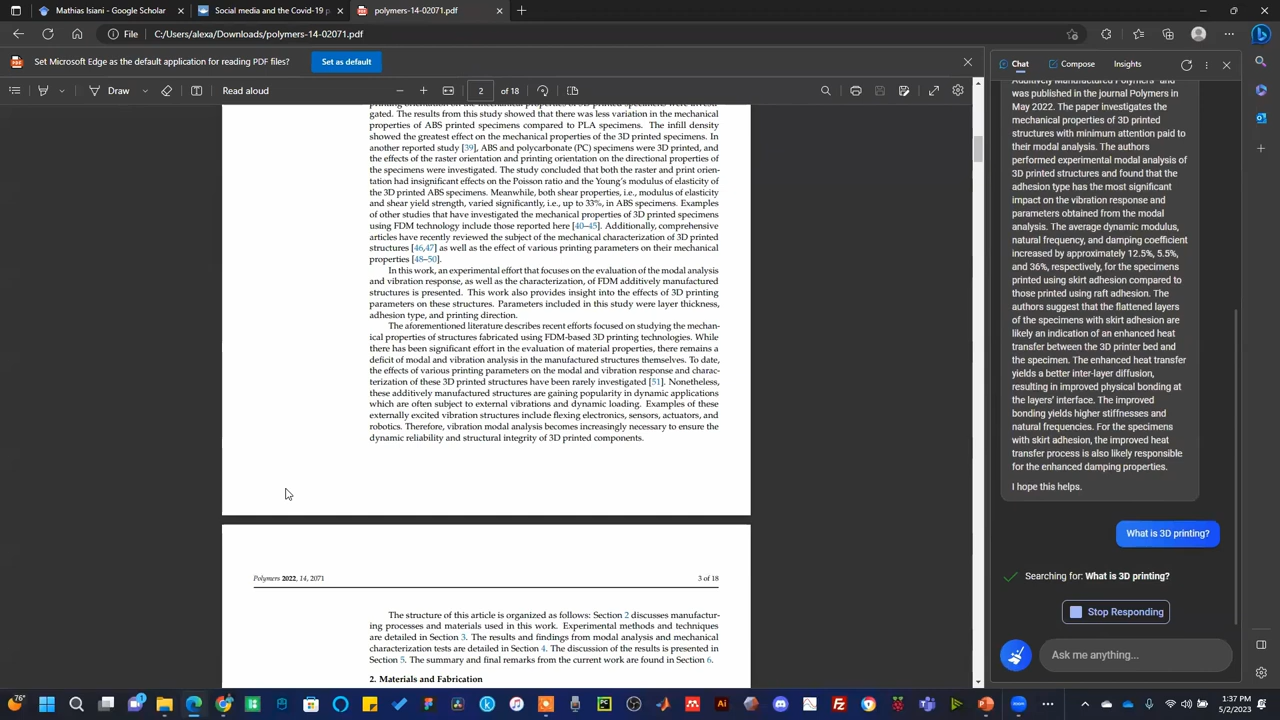 Mathias Isiani - Google Scholar
Social media and the Covid-19 p
polymers-14-02071.pdf
File
C:/Users/alexa/Downloads/polymers-14-02071.pdf
Set Microsoft Edge as the default application for reading PDF files?
Set as default
Draw
Read aloud
2
of 18
printing orientation on the mechanical properties of 3D printed specimens were investi-
gated. The results from this study showed that there was less variation in the mechanical
properties of ABS printed specimens compared to PLA specimens. The infill density
showed the greatest effect on the mechanical properties of the 3D printed specimens. In
another reported study [39], ABS and polycarbonate (PC) specimens were 3D printed, and
the effects of the raster orientation and printing orientation on the directional properties of
the specimens were investigated. The study concluded that both the raster and print orien-
tation had insignificant effects on the Poisson ratio and the Young's modulus of elasticity of
the 3D printed ABS specimens. Meanwhile, both shear properties, i.e., modulus of elasticity
and shear yield strength, varied significantly, i.e., up to 33%, in ABS specimens. Examples
of other studies that have investigated the mechanical properties of 3D printed specimens
using FDM technology include those reported here [40–45]. Additionally, comprehensive
articles have recently reviewed the subject of the mechanical characterization of 3D printed
structures [46,47] as well as the effect of various printing parameters on their mechanical
properties [48–50].
In this work, an experimental effort that focuses on the evaluation of the modal analysis
and vibration response, as well as the characterization, of FDM additively manufactured
structures is presented. This work also provides insight into the effects of 3D printing
parameters on these structures. Parameters included in this study were layer thickness,
adhesion type, and printing direction.
The aforementioned literature describes recent efforts focused on studying the mechan-
ical properties of structures fabricated using FDM-based 3D printing technologies. While
there has been significant effort in the evaluation of material properties, there remains a
deficit of modal and vibration analysis in the manufactured structures themselves. To date,
the effects of various printing parameters on the modal and vibration response and charac-
terization of these 3D printed structures have been rarely investigated [51]. Nonetheless,
these additively manufactured structures are gaining popularity in dynamic applications
which are often subject to external vibrations and dynamic loading. Examples of these
externally excited vibration structures include flexing electronics, sensors, actuators, and
robotics. Therefore, vibration modal analysis becomes increasingly necessary to ensure the
dynamic reliability and structural integrity of 3D printed components.
Polymers 2022, 14, 2071
3 of 18
The structure of this article is organized as follows: Section 2 discusses manufactur-
ing processes and materials used in this work. Experimental methods and techniques
are detailed in Section 3. The results and findings from modal analysis and mechanical
characterization tests are detailed in Section 4. The discussion of the results is presented in
Section 5. The summary and final remarks from the current work are found in Section 6.
2. Materials and Fabrication
Chat
Compose
Additively Manufactured Polymers" and
was published in the journal Polymers in
May 2022. The study focused on 3D printed
structures with minimum attention paid to
their modal and vibration analysis. The authors
performed experimental modal analysis of
3D printed structures and found that the
adhesion type has the most significant
impact on the vibration response and
parameters obtained from the modal
analysis. The average dynamic modulus,
natural frequency, and damping coefficient
increased by approximately 12.5%, 5.5%,
and 36%, respectively, for the specimens
printed using skirt adhesion compared to
those printed using raft adhesion. The
authors suggest that the flattened layers
of the specimens with skirt adhesion are
likely an indication of an enhanced heat
transfer between the 3D printer bed and
the specimen. The enhanced heat transfer
yields a better inter-layer diffusion,
resulting in improved physical bonding at
the layers' interface. The improved
bonding yields higher stiffnesses and
natural frequencies. For the specimens
with skirt adhesion, the improved heat
transfer process is also likely responsible
for the enhanced damping properties.
I hope this helps.
What is 3D printing?
Searching for: What is 3D printing?
Stop Responding
Ask me anything...
76°
1:37 PM
5/2/2023